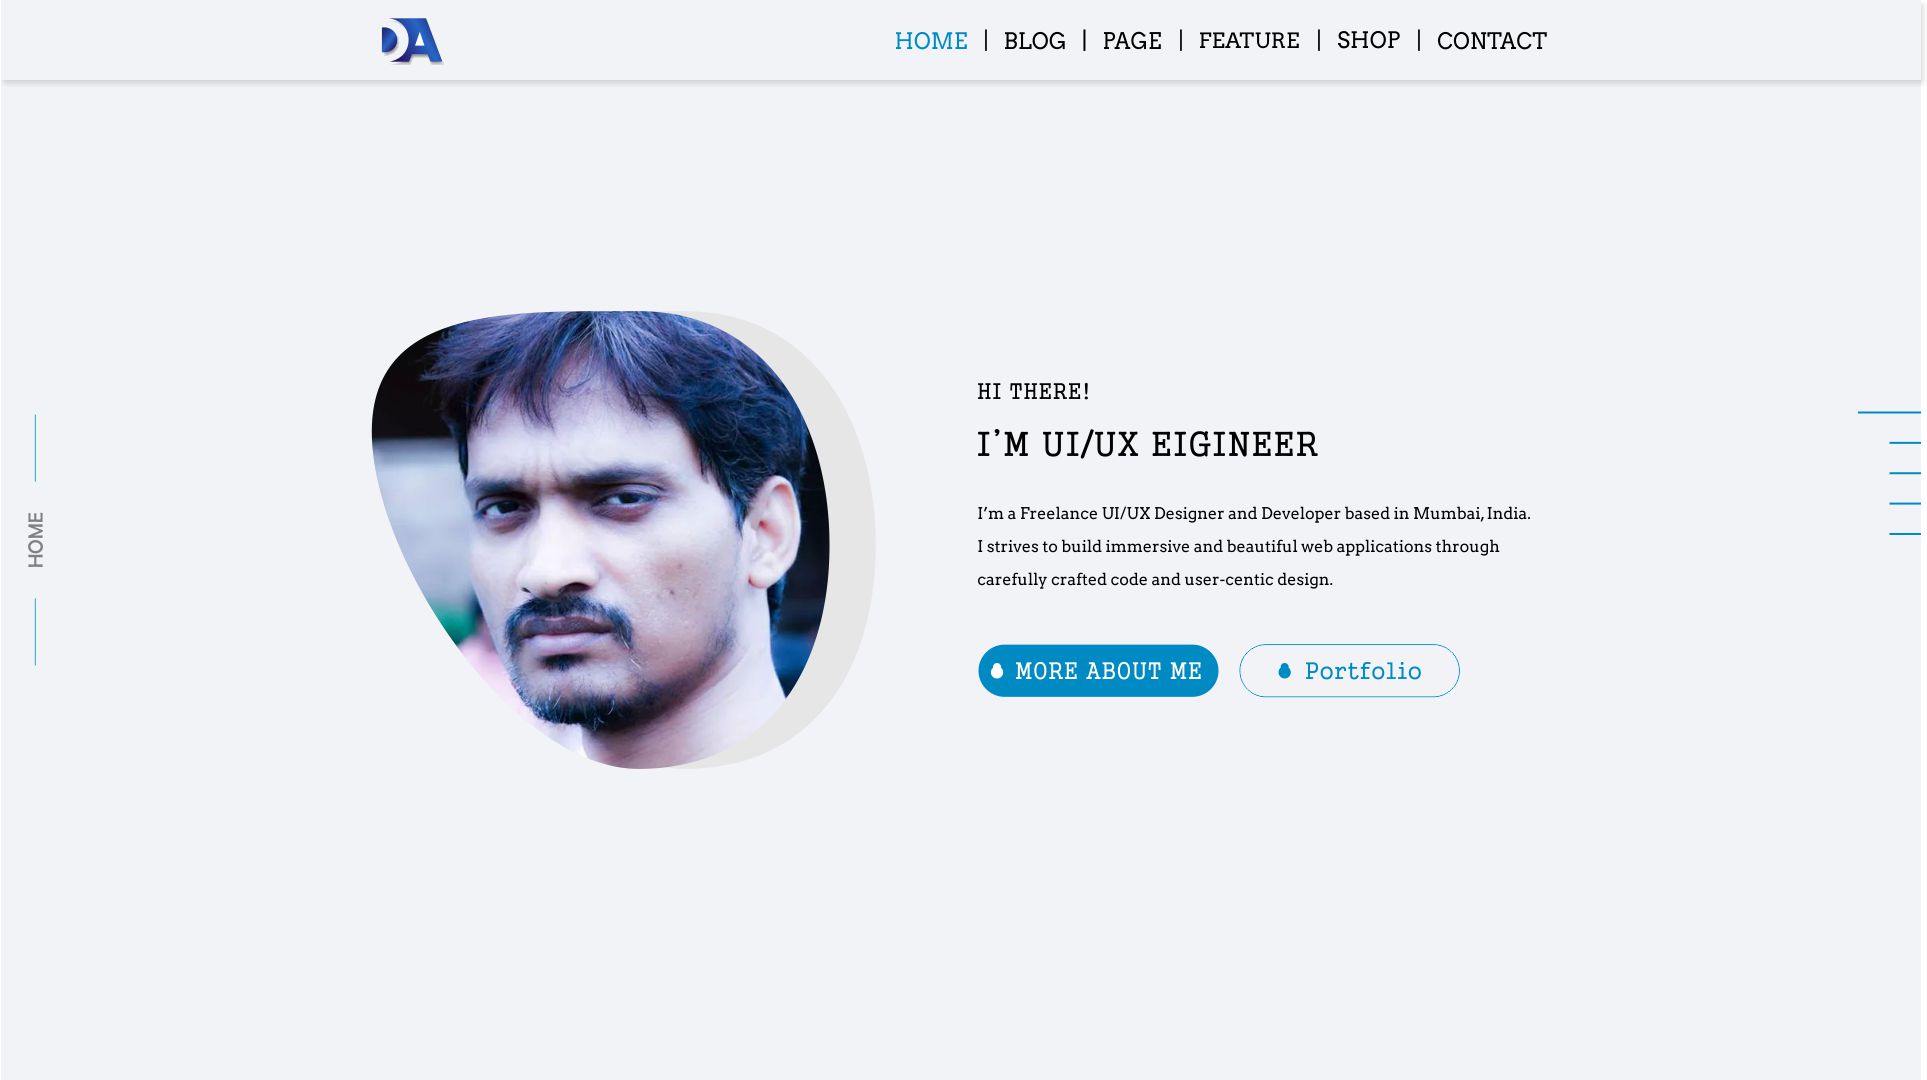 DA
HOME | BLOG | PAGE | FEATURE | SHOP | CONTACT
HOME
HI THERE!
I'M UI/UX EIGINEER
I’m a Freelance UI/UX Designer and Developer based in Mumbai, India.
I strives to build immersive and beautiful web applications through
carefully crafted code and user-centic design.
MORE ABOUT ME
Portfolio